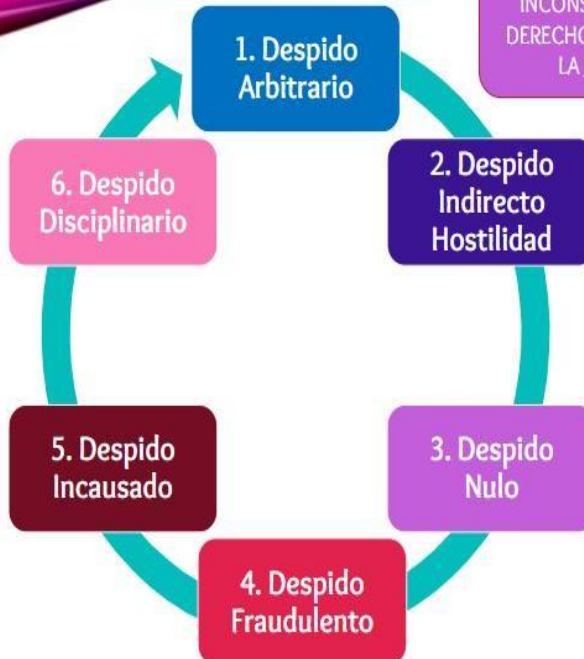 1. Despido
Arbitrario
DERECHO
LA
2. Despido
Indirecto
Hostilidad
3. Despido
Nulo
4. Despido
Fraudulento
5. Despido
Incausado
6. Despido
Disciplinario